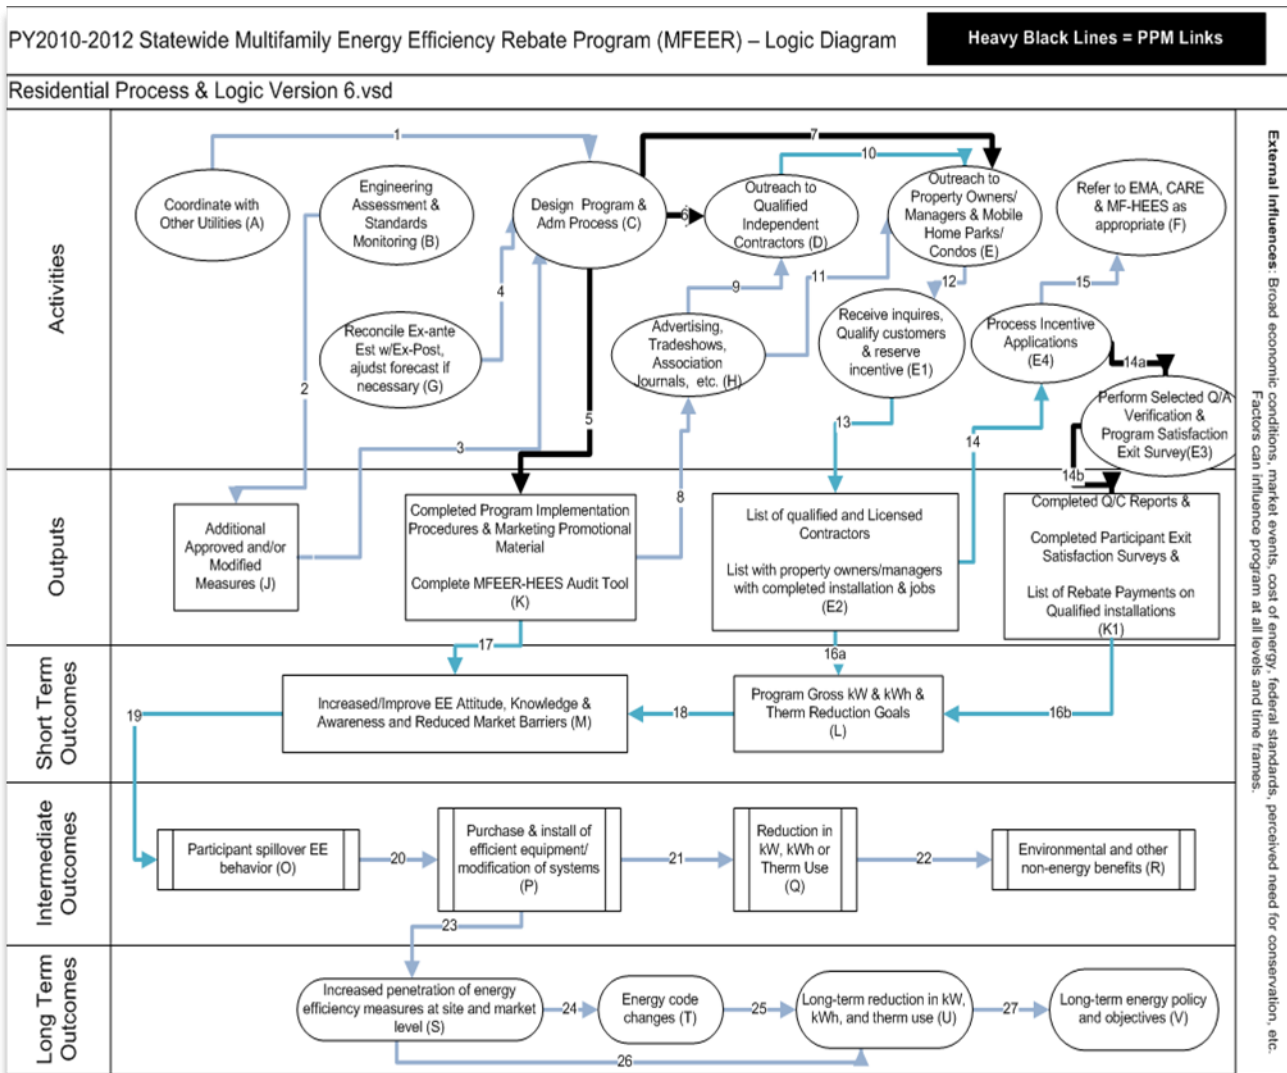 PY2010-2012 Statewide Multifamily Energy Efficiency Rebate Program (MFEER) – Logic Diagram
Heavy Black Lines = PPM Links
Residential Process & Logic Version 6.vsd
Activities
1
7
10
Coordinate with
Other Utilities (A)
Engineering
Assessment &
Standards
Monitoring (B)
Design Program &
Adm Process (C)
6
Outreach to
Qualified
Independent
Contractors (D)
Outreach to
Property Owners/
Managers & Mobile
Home Parks/
Condos (E)
Refer to EMA, CARE
& MF-HEES as
appropriate (F)
2
3
4
5
9
11
12
15
Reconcile Ex-ante
Est w/Ex-Post,
ajudst forecast if
necessary (G)
Advertising,
Tradeshows,
Association
Journals, etc. (H)
Receive inquires,
Qualify customers
& reserve
incentive (E1)
Process Incentive
Applications
(E4)
14a
Perform Selected Q/A
Verification &
Program Satisfaction
Exit Survey(E3)
13
14
14b
8
Outputs
Additional
Approved and/or
Modified
Measures (J)
Completed Program Implementation
Procedures & Marketing Promotional
Material
Complete MFEER-HEES Audit Tool
(K)
List of qualified and Licensed
Contractors
List with property owners/managers
with completed installation & jobs
(E2)
Completed Q/C Reports &
Completed Participant Exit
Satisfaction Surveys &
List of Rebate Payments on
Qualified installations
(K1)
17
16a
Short Term
Outcomes
19
Increased/Improve EE Attitude, Knowledge &
Awareness and Reduced Market Barriers (M)
18
Program Gross kW & kWh &
Therm Reduction Goals
(L)
16b
Intermediate
Outcomes
Participant spillover EE
behavior (O)
20
Purchase & install of
efficient equipment/
modification of systems
(P)
21
Reduction in
kW, kWh or
Therm Use
(Q)
22
Environmental and other
non-energy benefits (R)
23
Long Term
Outcomes
Increased penetration of energy
efficiency measures at site and market
level (S)
24
Energy code
changes (T)
25
Long-term reduction in kW,
kWh, and therm use (U)
27
Long-term energy policy
and objectives (V)
26
External Influences: Broad economic conditions, market events, cost of energy, federal standards, perceived need for conservation, etc.
Factors can influence program at all levels and time frames.